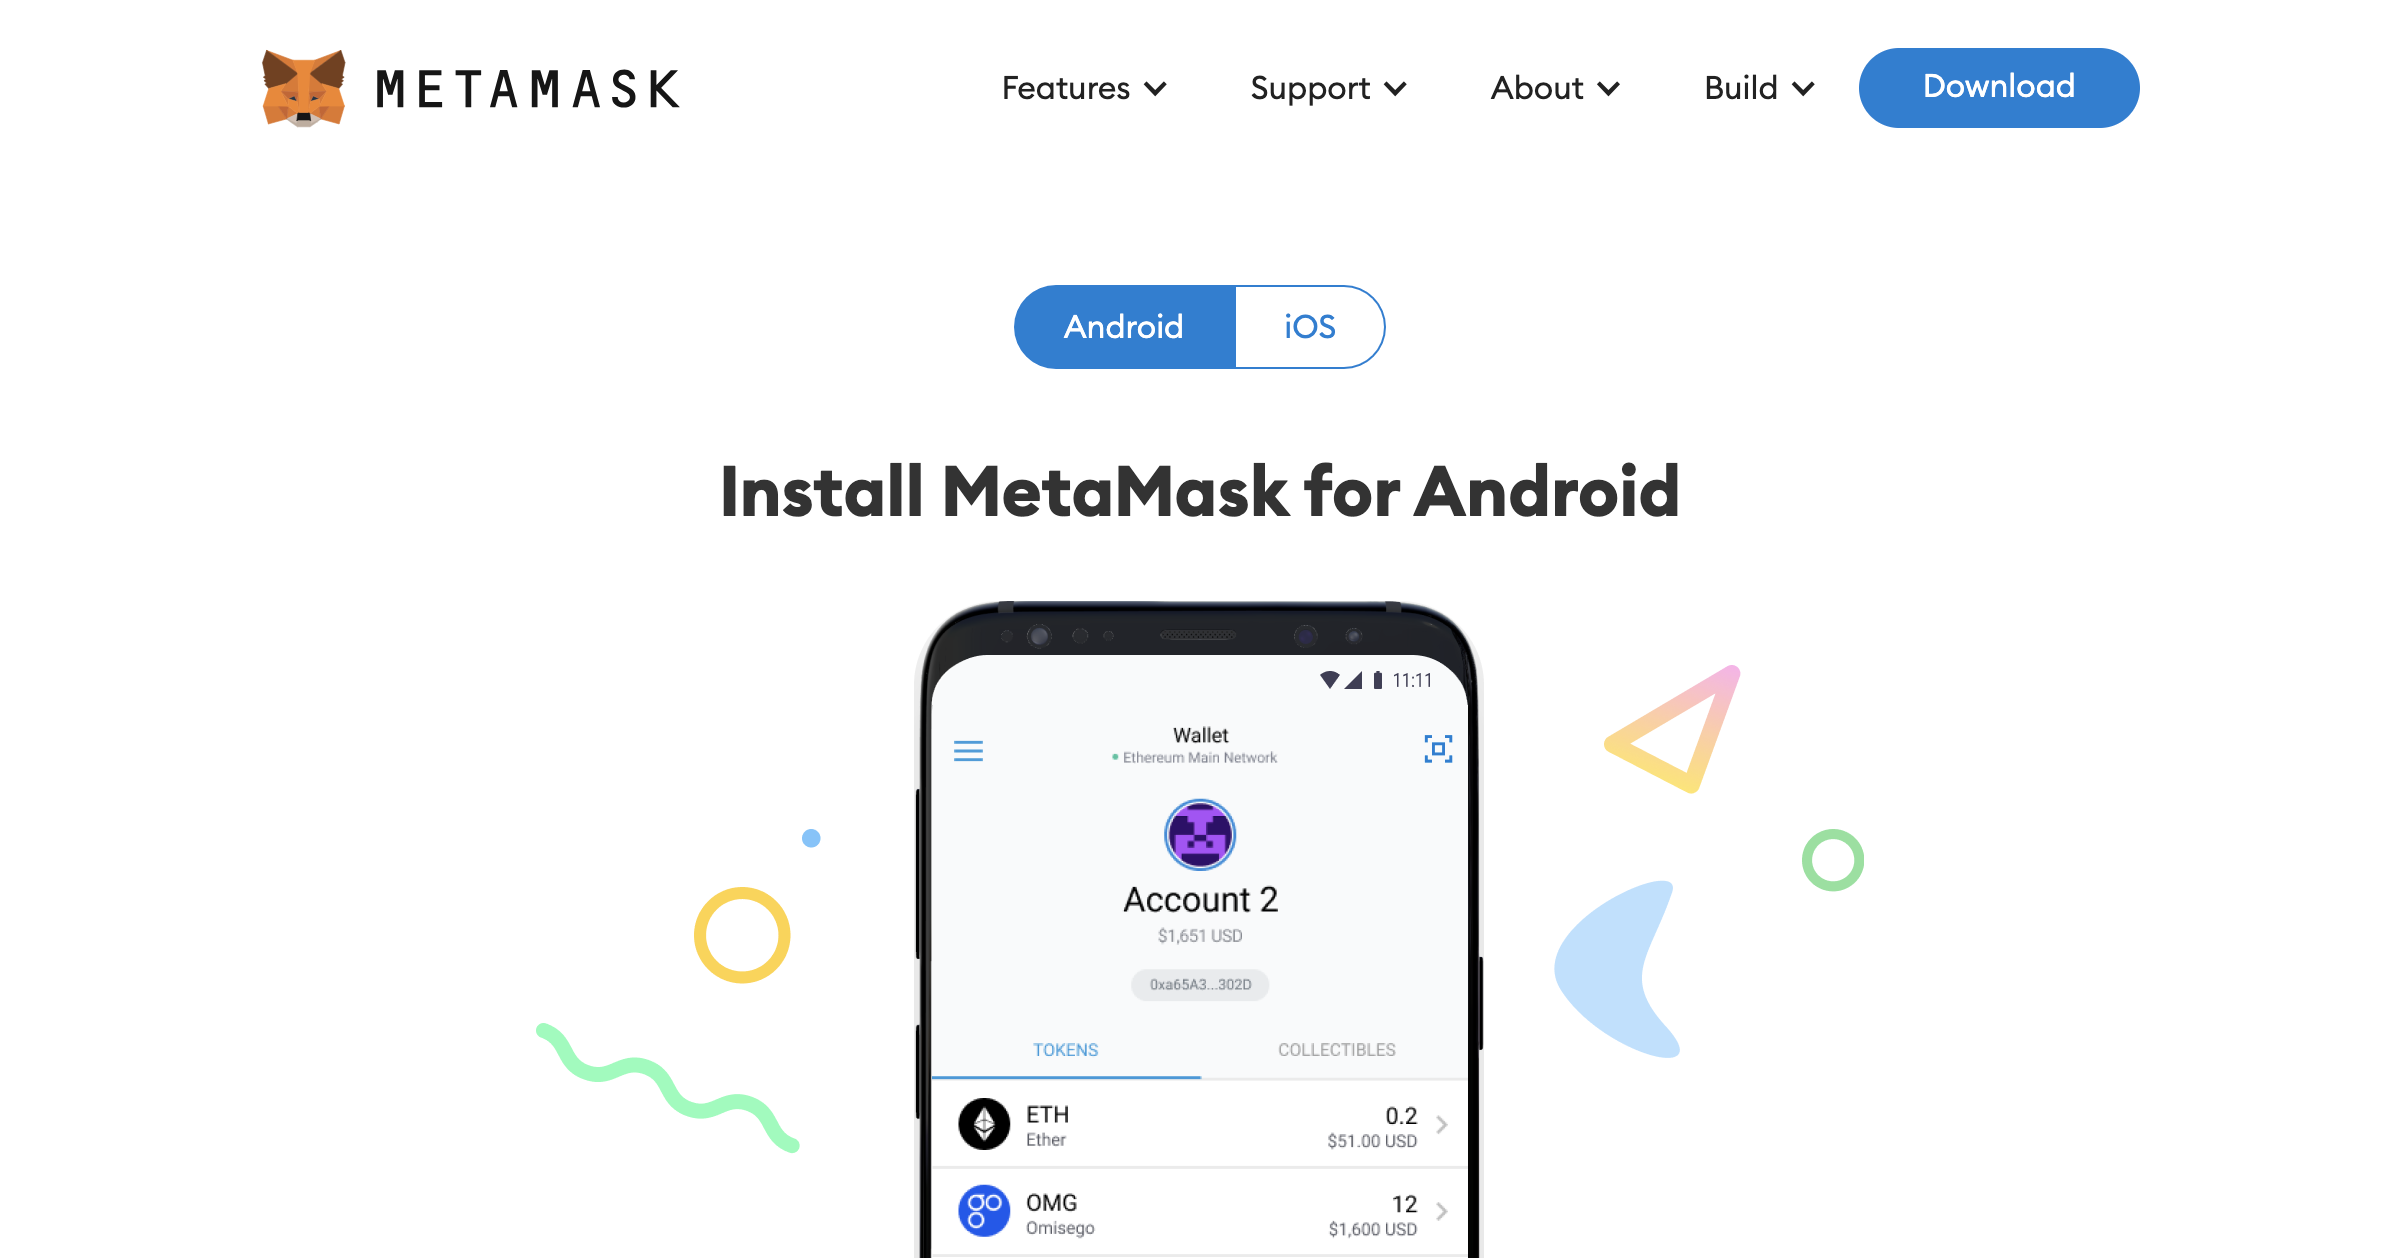 METAMASK
Features
Support
About
Build
Download
Android
iOS
Install MetaMask for Android
11:11
Wallet
Ethereum Main Network
Account 2
$1,651 USD
0xa65A3...302D
TOKENS
COLLECTIBLES
ETH
0.2
Ether
$51.00 USD
OMG
12
Omisego
$1,600 USD